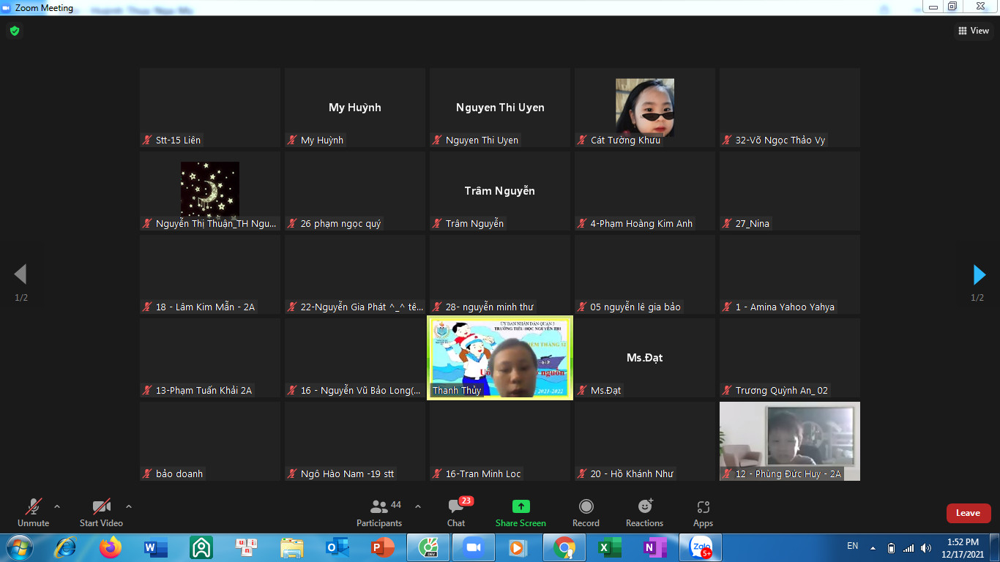 Zoom Meeting
View
Stt-15 Liên
My Huỳnh
My Huỳnh
Nguyen Thi Uyen
Nguyen Thi Uyen
Cát Tường Khưu
32-Võ Ngọc Thảo Vy
Nguyễn Thị Thuận_TH Ngu...
26 phạm ngọc quý
Trâm Nguyễn
Trâm Nguyễn
4-Phạm Hoàng Kim Anh
27_Nina
1/2
1/2
18 - Lâm Kim Mẫn - 2A
22-Nguyễn Gia Phát ^_^ tê...
28- nguyễn minh thư
05 nguyễn lê gia bảo
1 - Amina Yahoo Yahya
13-Phạm Tuấn Khải 2A
16 - Nguyễn Vũ Bảo Long(...
ỦY BAN NHÂN DÂN QUẬN
TRƯỜNG TIỂU HỌC NGUYỄN THI
THÁNG 12
nguồn
2021-2022
Thanh Thủy
Ms.Đạt
Ms.Đạt
Trương Quỳnh An_ 02
bảo doanh
Ngô Hào Nam -19 stt
16-Tran Minh Loc
20 - Hồ Khánh Như
12 - Phùng Đức Huy - 2A
Unmute
Start Video
44
Participants
23
Chat
Share Screen
Record
Reactions
Apps
Leave
DEV
Zalo
5+
EN
1:52 PM
12/17/2021